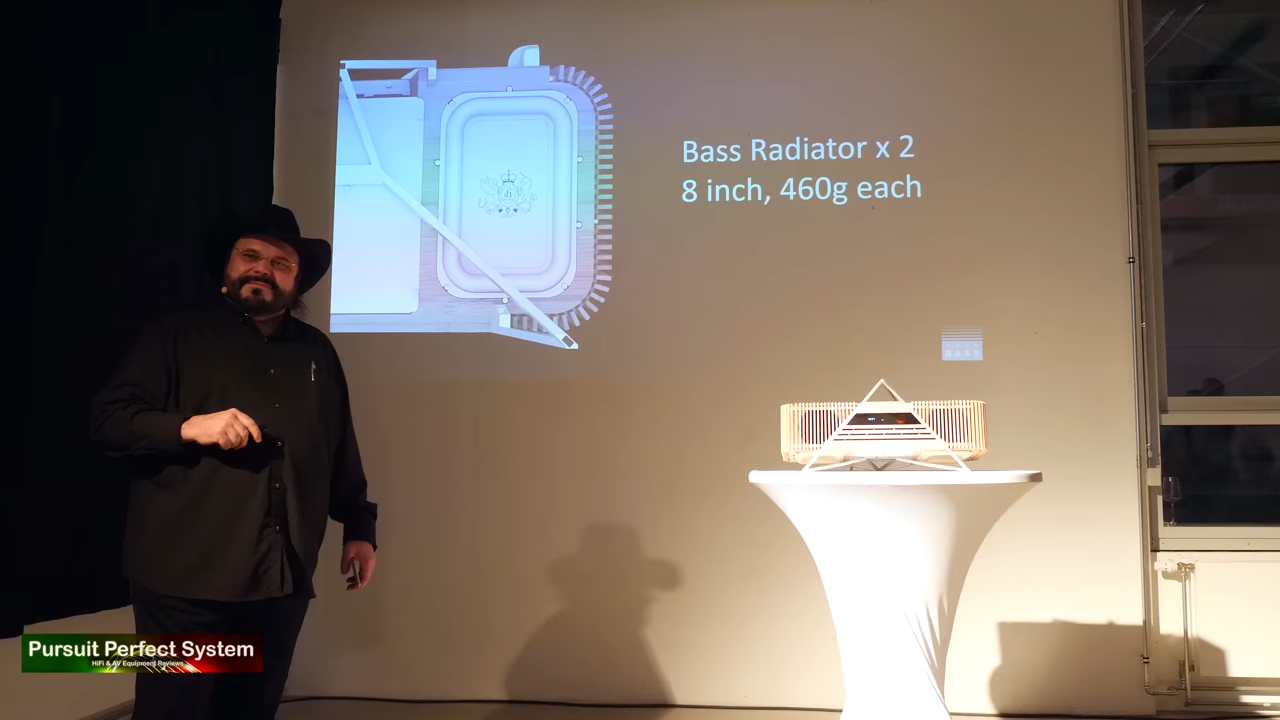 Bass Radiator x 2
8 inch, 460g each
BASS
Pursuit Perfect System
HiFi & AV Equipment Reviews